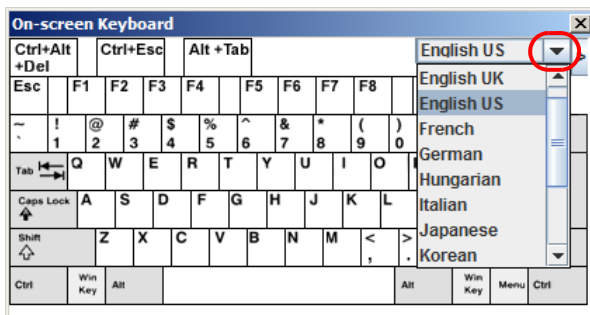 On-screen Keyboard
Ctrl+Alt +Del Ctrl+Esc Alt +Tab English US
Esc F1 F2 F3 F4 F5 F6 F7 F8
~ ! @ # $ % ^ & * ( )
` 1 2 3 4 5 6 7 8 9 0
Tab Q W E R T Y U I O
Caps Lock A S D F G H J K L
Shift Z X C V B N M < >
, .
Ctrl Win Key Alt Alt Win Key Menu Ctrl
English UK
English US
French
German
Hungarian
Italian
Japanese
Korean